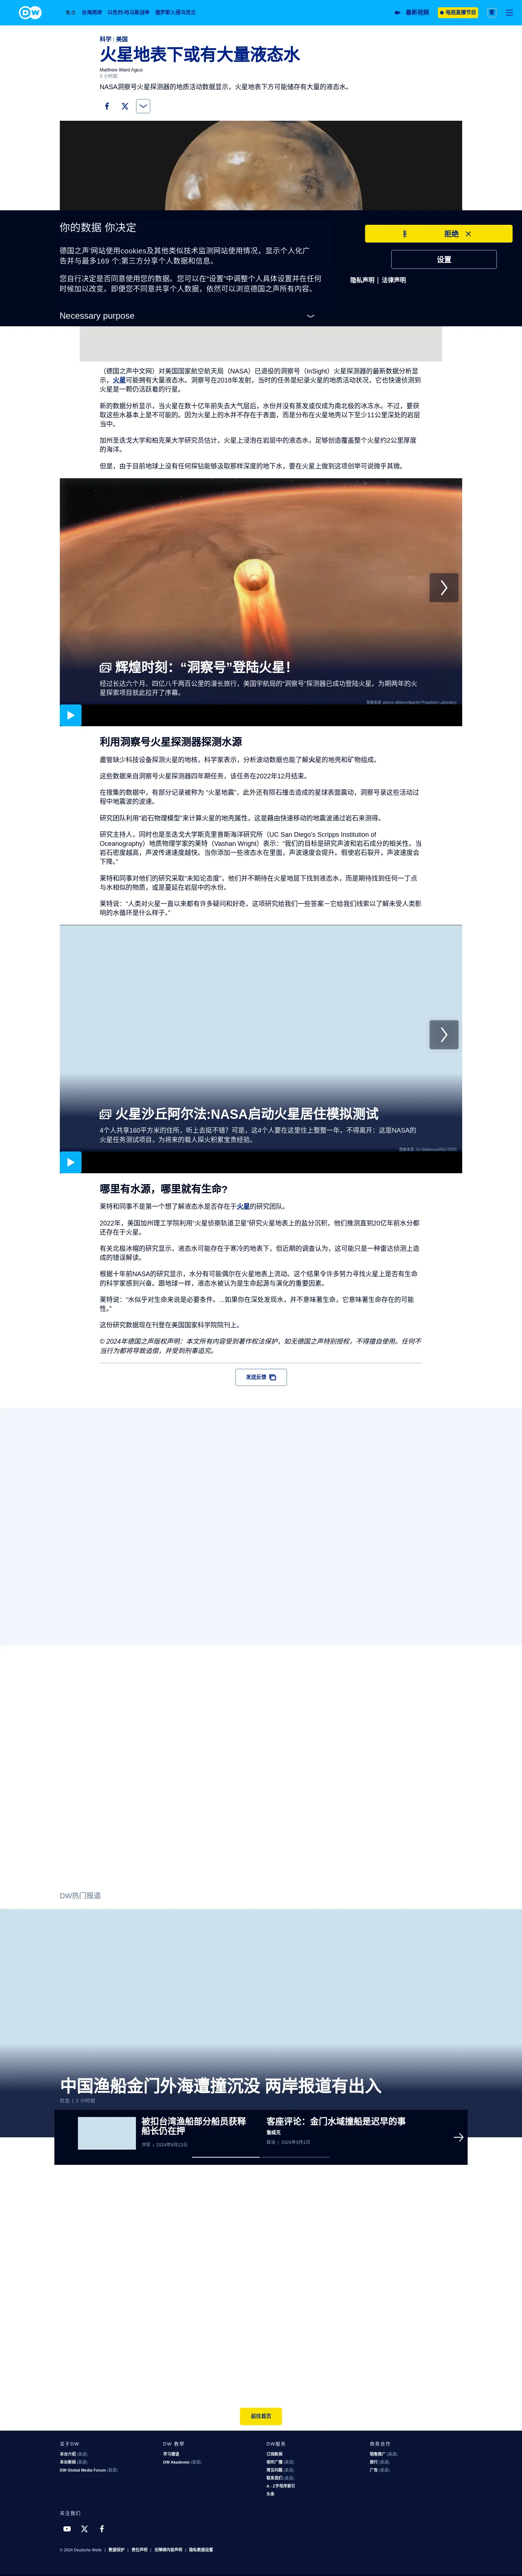 DW
焦点 台海两岸 以色列-哈马斯战争 俄罗斯入侵乌克兰
最新视频 电视直播节目 繁
科学 | 美国
火星地表下或有大量液态水
Matthew Ward Agius
3 小时前
NASA洞察号火星探测器的地质活动数据显示，火星地表下方可能储存有大量的液态水。
你的数据 你决定
德国之声网站使用cookies及其他类似技术监测网站使用情况，显示个人化广
告并与最多169 个;第三方分享个人数据和信息。
您自行决定是否同意使用您的数据。您可以在“设置”中调整个人具体设置并在任何
时候加以改变。即便您不同意共享个人数据，依然可以浏览德国之声所有内容。
Necessary purpose
拒绝
设置
隐私声明 | 法律声明
（德国之声中文网）对美国国家航空航天局（NASA）已退役的洞察号（InSight）火星探测器的最新数据分析显
示，火星可能拥有大量液态水。洞察号在2018年发射，当时的任务是纪录火星的地质活动状况，它也快速侦测到
火星是一颗仍活跃着的行星。
新的数据分析显示，当火星在数十亿年前失去大气层后，水份并没有蒸发或仅成为南北极的冰冻水。不过，要获
取这些水基本上是不可能的。因为火星上的水并不存在于表面，而是分布在火星地壳以下至少11公里深处的岩层
当中。
加州圣迭戈大学和柏克莱大学研究员估计，火星上浸泡在岩层中的液态水，足够创造覆盖整个火星约2公里厚度
的海洋。
但是，由于目前地球上没有任何探钻能够汲取那样深度的地下水，要在火星上做到这项创举可说微乎其微。
辉煌时刻：“洞察号”登陆火星！
经过长达六个月、四亿八千两百公里的漫长旅行，美国宇航局的“洞察号”探测器已成功登陆火星。为期两年的火
星探索项目就此拉开了序幕。
利用洞察号火星探测器探测水源
盡管缺少科技设备探测火星的地核，科学家表示，分析波动数据也能了解火星的地壳和矿物组成。
这些数据来自洞察号火星探测器四年期任务，该任务在2022年12月结束。
在搜集的数据中，有部分记录被称为 “火星地震”，此外还有陨石撞击造成的星球表面震动，洞察号录这些活动过
程中地震波的波速。
研究团队利用“岩石物理模型”来计算火星的地壳属性，这是藉由快速移动的地震波通过岩石来测得。
研究主持人，同时也是圣迭戈大学斯克里普斯海洋研究所（UC San Diego's Scripps Institution of
Oceanography）地质物理学家的莱特（Vashan Wright）表示：“我们的目标是研究声波和岩石成分的相关性。当
岩石密度越高，声波传递速度越快。当你添加一些液态水在里面，声波速度会提升。假使岩石裂开，声波速度会
下降。”
莱特和同事对他们的研究采取“未知论态度”，他们并不期待在火星地层下找到液态水，而是期待找到任何一丁点
与水相似的物质，或是蔓延在岩层中的水份。
莱特说：“人类对火星一直以来都有许多疑问和好奇，这项研究给我们一些答案－它给我们线索以了解未受人类影
响的水循环是什么样子。”
火星沙丘阿尔法:NASA启动火星居住模拟测试
4个人共享160平方米的住所，听上去挺不错？可是，这4个人要在这里住上整整一年，不得离开：这是NASA的
火星任务测试项目，为将来的载人探火积累宝贵经验。
哪里有水源，哪里就有生命?
莱特和同事不是第一个想了解液态水是否存在于火星的研究团队。
2022年，美国加州理工学院利用“火星侦察轨道卫星”研究火星地表上的盐分沉积，他们推测直到20亿年前水分都
还存在于火星。
有关北极冰帽的研究显示，液态水可能存在于寒冷的地表下，但近期的调查认为，这可能只是一种雷达侦测上造
成的错误解读。
根据十年前NASA的研究显示，水分有可能偶尔在火星地表上流动。这个结果令许多努力寻找火星上是否有生命
的科学家感到兴奋。跟地球一样，液态水被认为是生命起源与演化的重要因素。
莱特说：“水似乎对生命来说是必要条件。...如果你在深处发现水，并不意味著生命，它意味著生命存在的可能
性。”
这份研究数据现在刊登在美国国家科学院院刊上。
© 2024年德国之声版权声明：本文所有内容受到著作权法保护，如无德国之声特别授权，不得擅自使用。任何不
当行为都将导致追偿，并受到刑事追究。
发送反馈
DW热门报道
中国渔船金门外海遭撞沉没 两岸报道有出入
社会 | 2 小时前
被扣台湾渔船部分船员获释
船长仍在押
冲突 | 2024年8月13日
客座评论：金门水域撞船是迟早的事
詹威克
政治 | 2024年3月1日
前往首页
关于DW
本台介绍 (英语)
本台新闻 (英语)
DW Global Media Forum (英语)
DW 教學
学习德语
DW Akademie (英语)
DW服务
订阅新闻
收听广播 (英语)
常见问题 (英语)
联系我们 (英语)
A - Z字母序索引
头条
商务合作
销售推广 (英语)
旅行 (英语)
广告 (英语)
关注我们
© 2024 Deutsche Welle | 数据保护 | 责任声明 | 无障碍内容声明 | 隐私数据设置